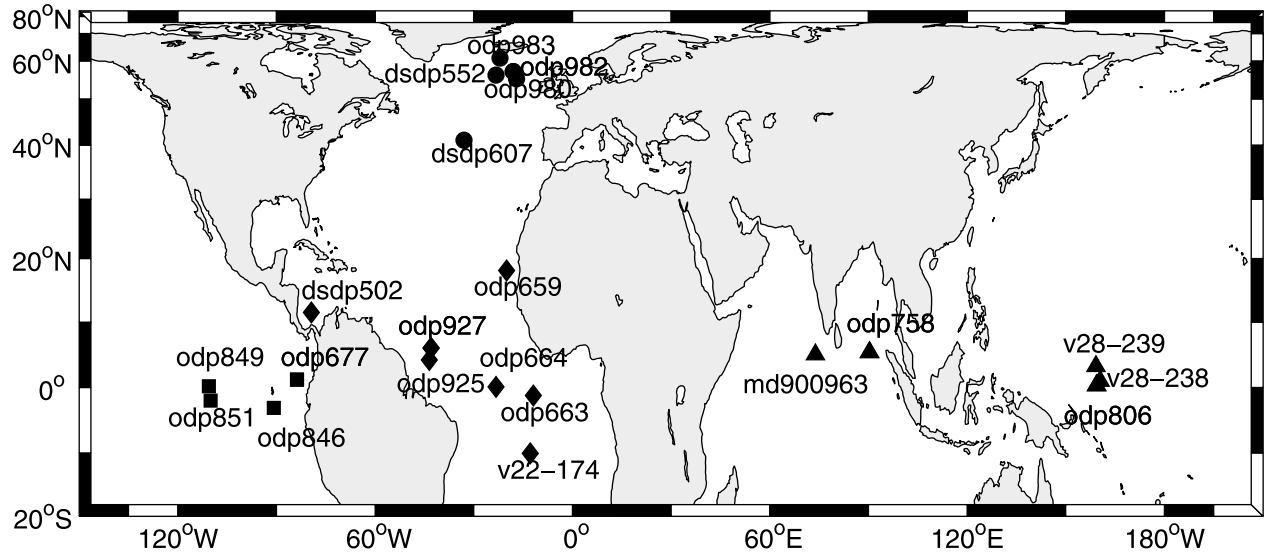 80°N
odp983
60°N
dsdp552
odp982
odp980
40°N
dsdp607
20°N
odp659
dsdp502
odp927
odp758
v28−239
odp849
odp677
odp664
md900963
v28−238
0°
odp925
odp851
odp663
odp806
odp846
v22−174
20°S
120°W
60°W
0°
60°E
120°E
180°W